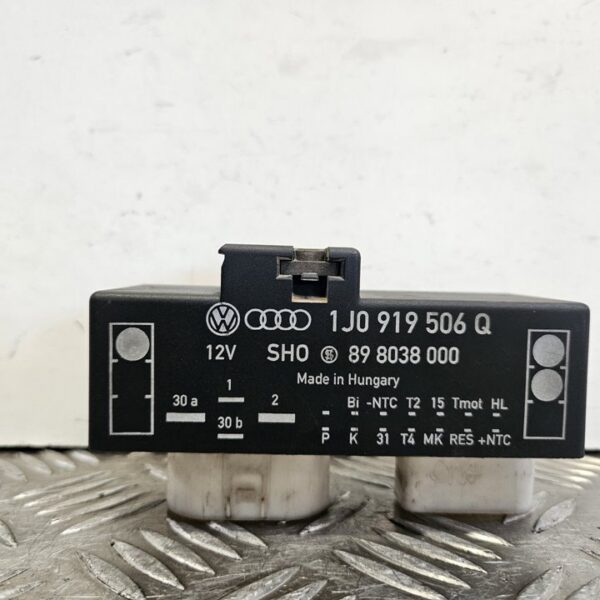 1J0 919 506 Q
12V SHO 89 8038 000
Made in Hungary
1
30 a 2
30 b
Bi -NTC T2 15 Tmot HL
P K 31 T4 MK RES +NTC